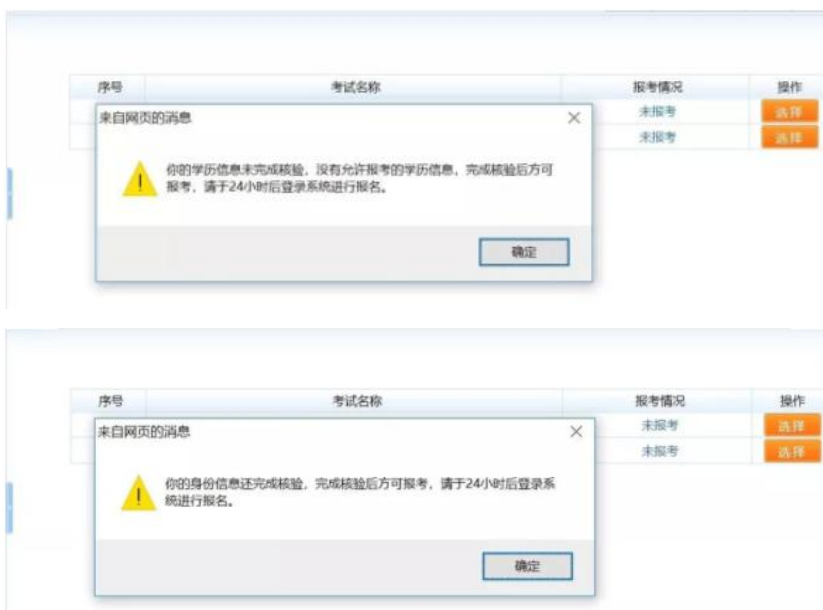 序号 考试名称 报考情况 操作
来自网页的消息 未报考 选择
未报考 选择
你的学历信息未完成核验，没有允许报考的学历信息，完成核验后方可
报考，请于24小时后登录系统进行报名。
确定
序号 考试名称 报考情况 操作
来自网页的消息 未报考 选择
未报考 选择
你的身份信息还完成核验，完成核验后方可报考，请于24小时后登录系
统进行报名。
确定